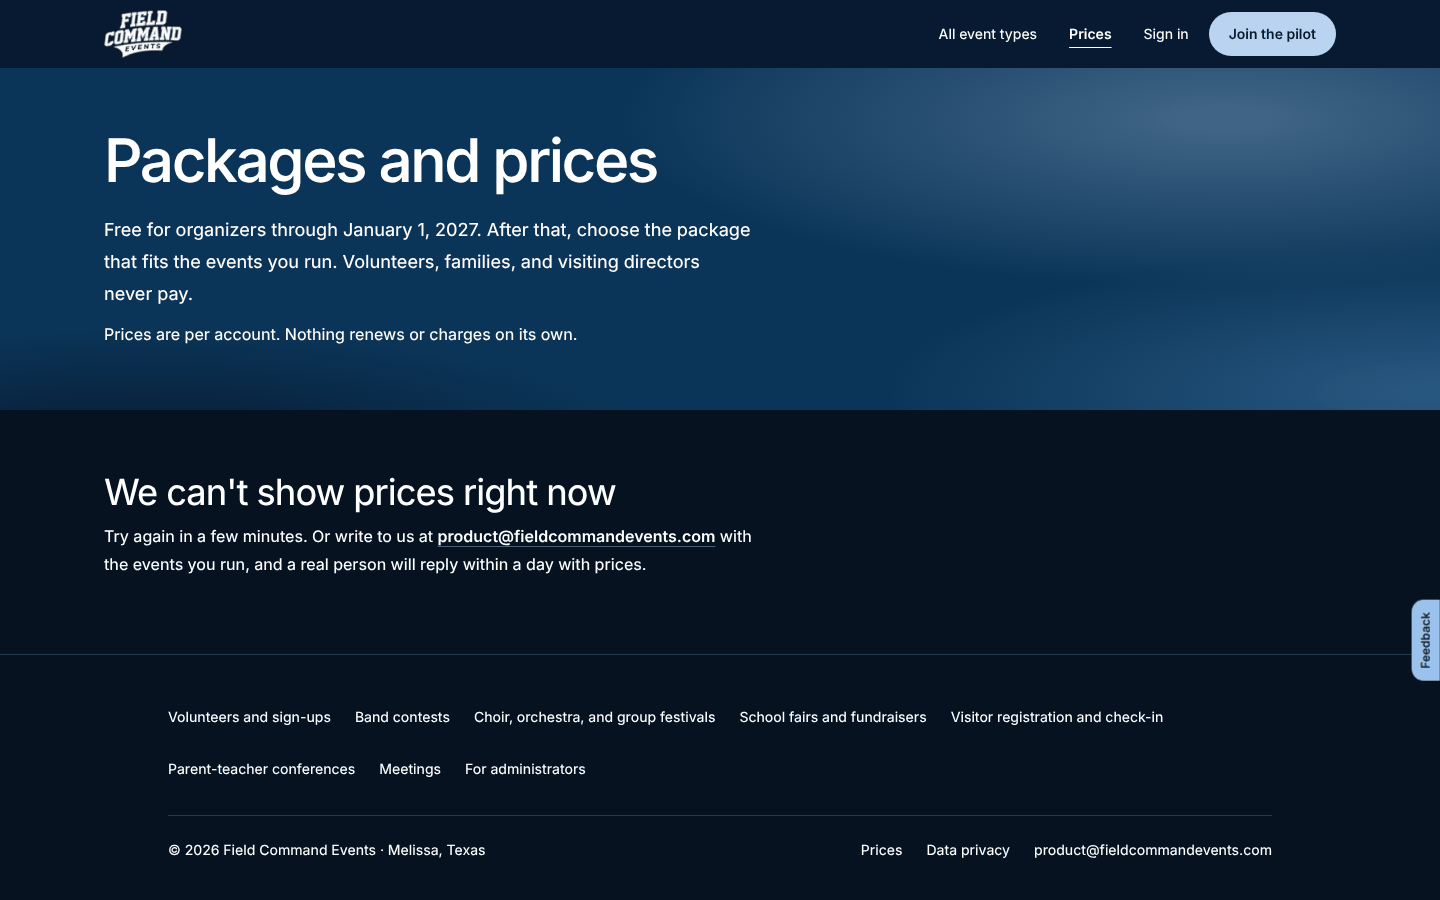 FIELD
COMMAND
EVENTS
All event types
Prices
Sign in
Join the pilot
Packages and prices
Free for organizers through January 1, 2027. After that, choose the package
that fits the events you run. Volunteers, families, and visiting directors
never pay.
Prices are per account. Nothing renews or charges on its own.
We can't show prices right now
Try again in a few minutes. Or write to us at product@fieldcommandevents.com with
the events you run, and a real person will reply within a day with prices.
Feedback
Volunteers and sign-ups
Band contests
Choir, orchestra, and group festivals
School fairs and fundraisers
Visitor registration and check-in
Parent-teacher conferences
Meetings
For administrators
© 2026 Field Command Events · Melissa, Texas
Prices
Data privacy
product@fieldcommandevents.com